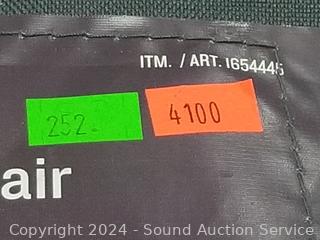 ITM. / ART. 1654445
252.
4100
air
Copyright © 2024 - Sound Auction Service